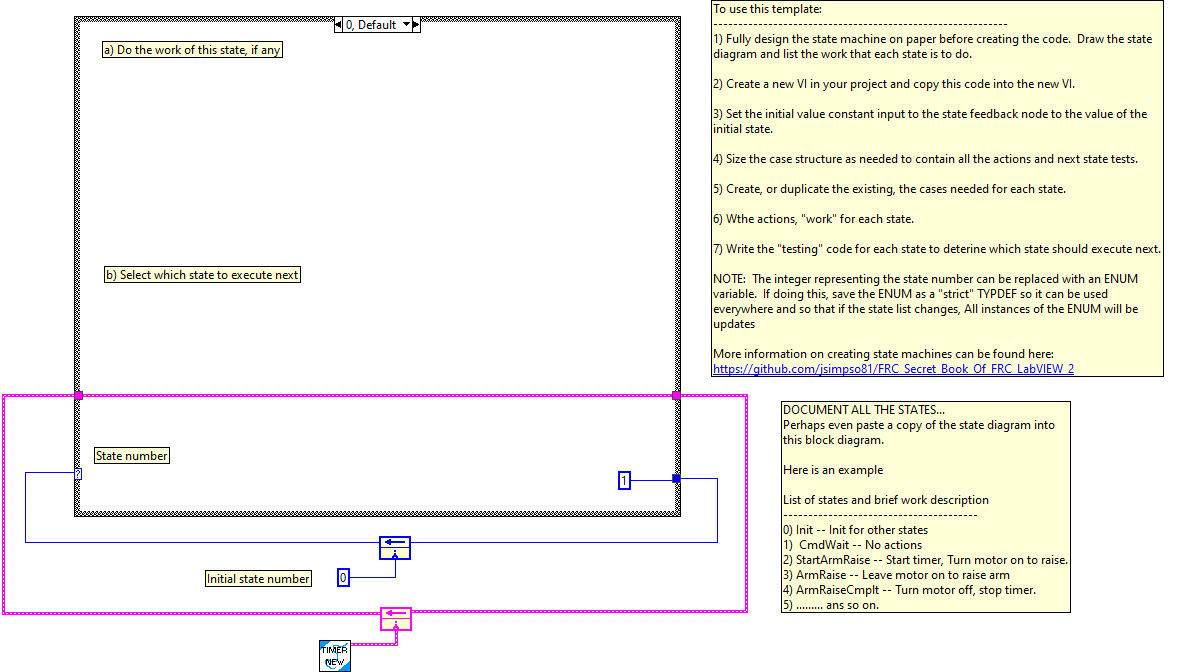 0, Default
a) Do the work of this state, if any
b) Select which state to execute next
State number
?
1
Initial state number
0
TIMER
NEW
To use this template:
-----------------------------------------------------------
1) Fully design the state machine on paper before creating the code.  Draw the state
diagram and list the work that each state is to do.
2) Create a new VI in your project and copy this code into the new VI.
3) Set the initial value constant input to the state feedback node to the value of the
initial state.
4) Size the case structure as needed to contain all the actions and next state tests.
5) Create, or duplicate the existing, the cases needed for each state.
6) Wthe actions, "work" for each state.
7) Write the "testing" code for each state to deterine which state should execute next.
NOTE:  The integer representing the state number can be replaced with an ENUM
variable.  If doing this, save the ENUM as a "strict" TYPDEF so it can be used
everywhere and so that if the state list changes, All instances of the ENUM will be
updates
More information on creating state machines can be found here:
https://github.com/jsimpso81/FRC_Secret_Book_Of_FRC_LabVIEW_2
DOCUMENT ALL THE STATES...
Perhaps even paste a copy of the state diagram into
this block diagram.
Here is an example
List of states and brief work description
---------------------------------------
0) Init -- Init for other states
1)  CmdWait -- No actions
2) StartArmRaise -- Start timer, Turn motor on to raise.
3) ArmRaise -- Leave motor on to raise arm
4) ArmRaiseCmplt -- Turn motor off, stop timer.
5) ......... ans so on.